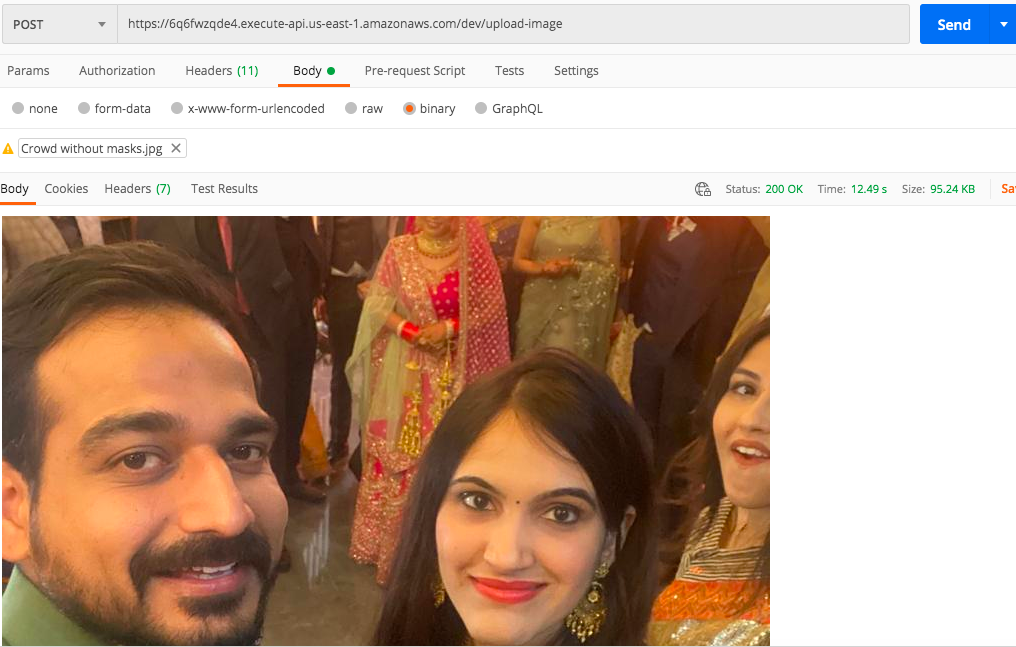 POST https://6q6fwzqde4.execute-api.us-east-1.amazonaws.com/dev/upload-image Send
Params Authorization Headers (11) Body Pre-request Script Tests Settings
none form-data x-www-form-urlencoded raw binary GraphQL
Crowd without masks.jpg
Body Cookies Headers (7) Test Results Status: 200 OK Time: 12.49 s Size: 95.24 KB Sav